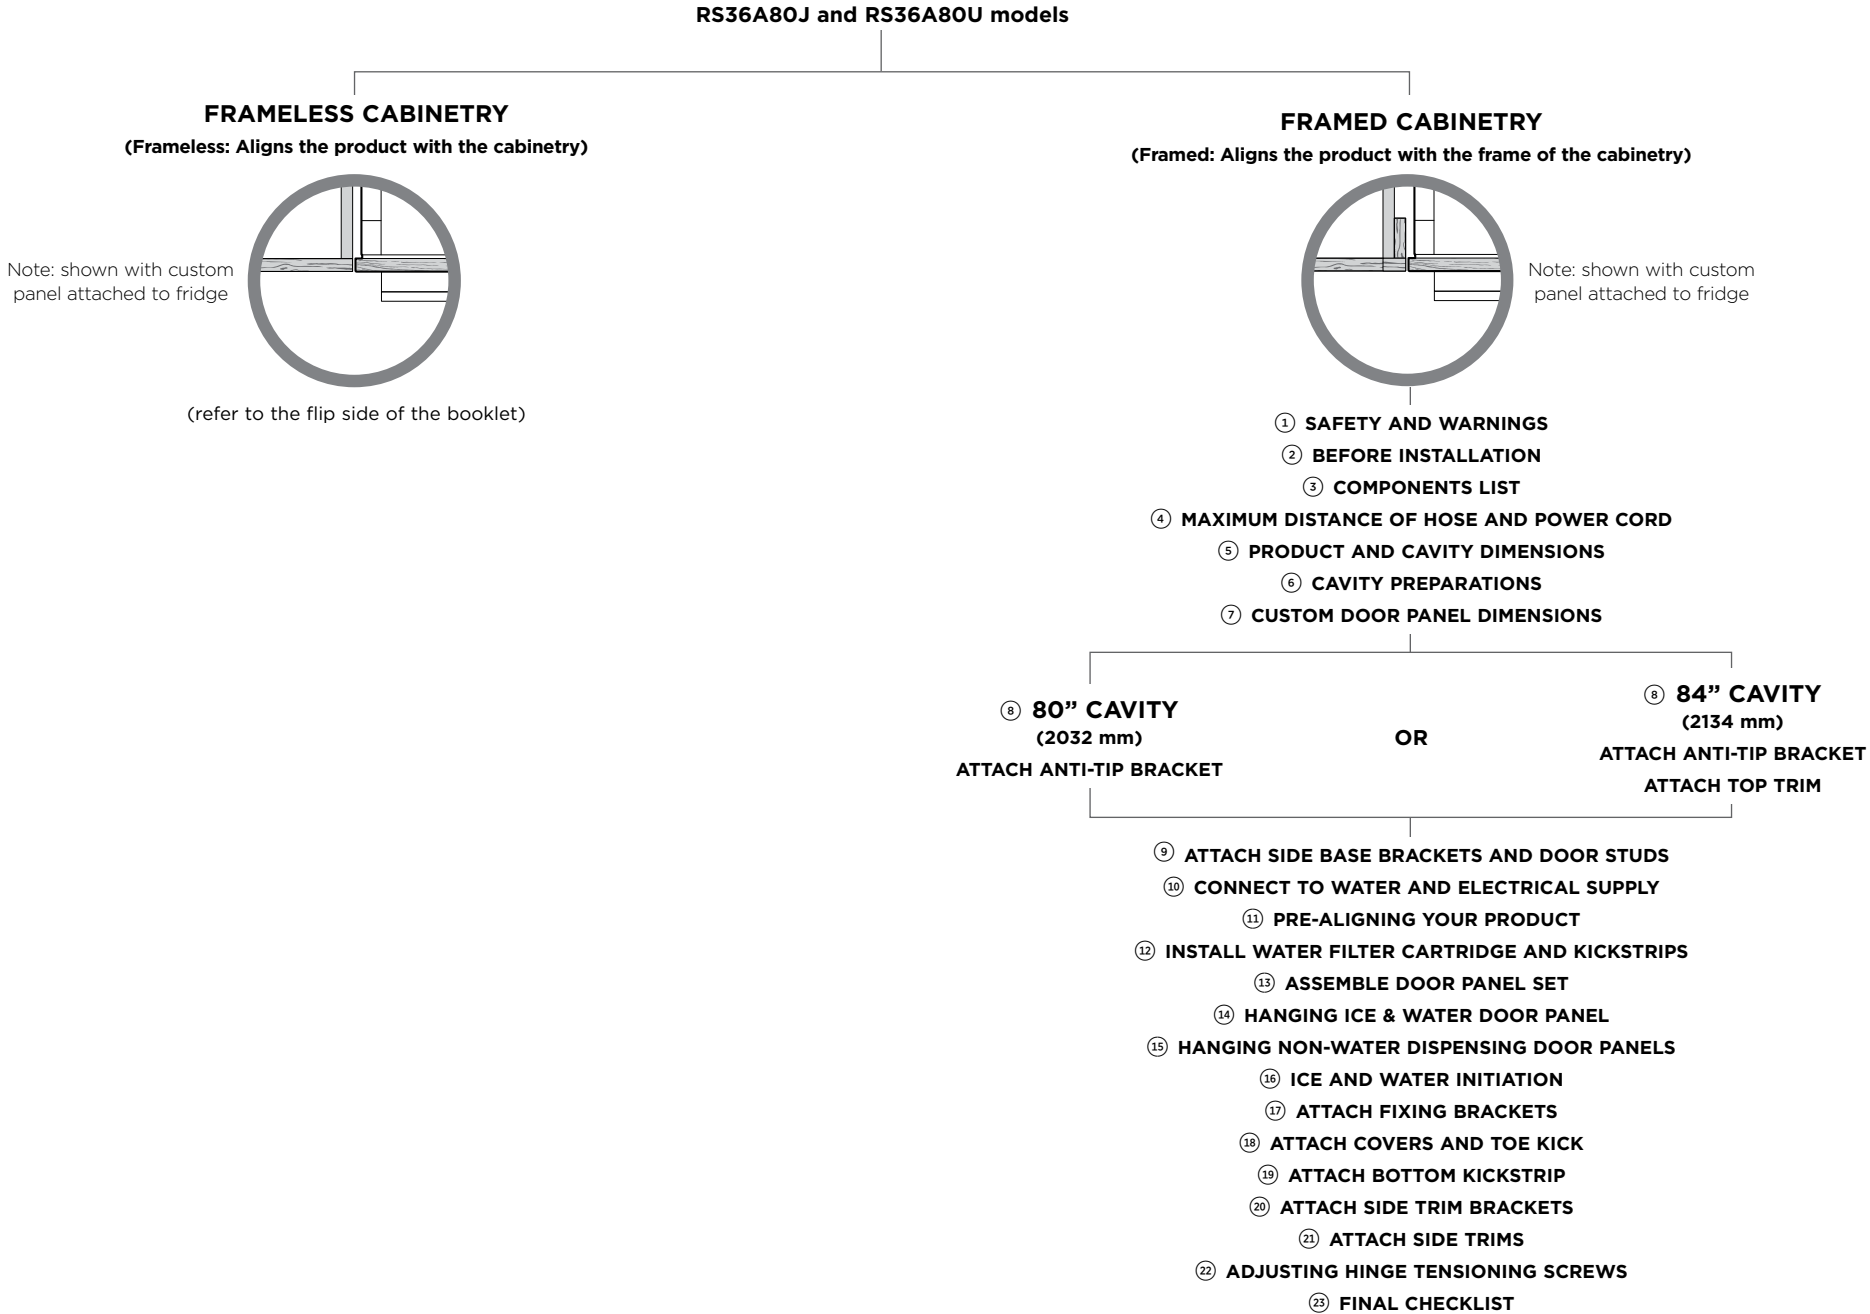 RS36A80J and RS36A80U models
FRAMELESS CABINETRY
(Frameless: Aligns the product with the cabinetry)
Note: shown with custom
panel attached to fridge
(refer to the flip side of the booklet)
FRAMED CABINETRY
(Framed: Aligns the product with the frame of the cabinetry)
Note: shown with custom
panel attached to fridge
1 SAFETY AND WARNINGS
2 BEFORE INSTALLATION
3 COMPONENTS LIST
4 MAXIMUM DISTANCE OF HOSE AND POWER CORD
5 PRODUCT AND CAVITY DIMENSIONS
6 CAVITY PREPARATIONS
7 CUSTOM DOOR PANEL DIMENSIONS
8 80” CAVITY
(2032 mm)
ATTACH ANTI-TIP BRACKET
OR
8 84” CAVITY
(2134 mm)
ATTACH ANTI-TIP BRACKET
ATTACH TOP TRIM
9 ATTACH SIDE BASE BRACKETS AND DOOR STUDS
10 CONNECT TO WATER AND ELECTRICAL SUPPLY
11 PRE-ALIGNING YOUR PRODUCT
12 INSTALL WATER FILTER CARTRIDGE AND KICKSTRIPS
13 ASSEMBLE DOOR PANEL SET
14 HANGING ICE & WATER DOOR PANEL
15 HANGING NON-WATER DISPENSING DOOR PANELS
16 ICE AND WATER INITIATION
17 ATTACH FIXING BRACKETS
18 ATTACH COVERS AND TOE KICK
19 ATTACH BOTTOM KICKSTRIP
20 ATTACH SIDE TRIM BRACKETS
21 ATTACH SIDE TRIMS
22 ADJUSTING HINGE TENSIONING SCREWS
23 FINAL CHECKLIST